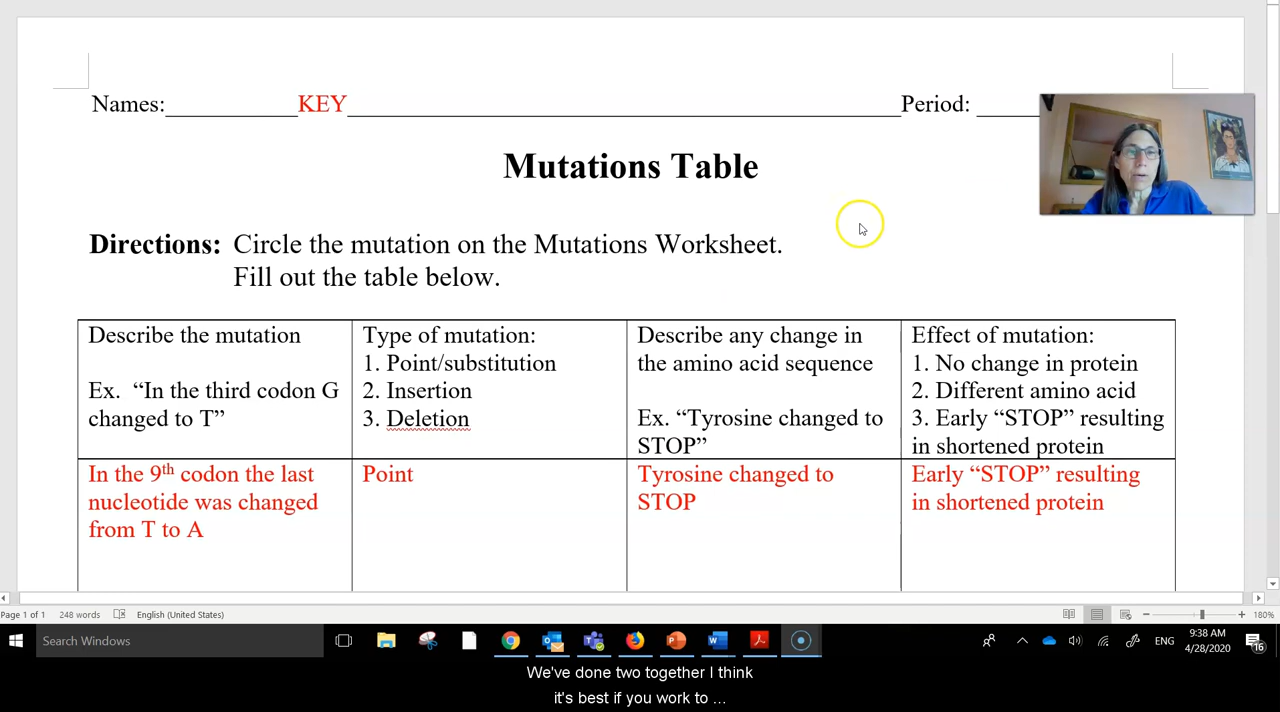 Names:___________KEY______________________________________________Period: _____
Mutations Table
Directions: Circle the mutation on the Mutations Worksheet.
Fill out the table below.
Describe the mutation
Ex. “In the third codon G
changed to T”
Type of mutation:
1. Point/substitution
2. Insertion
3. Deletion
Describe any change in
the amino acid sequence
Ex. “Tyrosine changed to
STOP”
Effect of mutation:
1. No change in protein
2. Different amino acid
3. Early “STOP” resulting
in shortened protein
In the 9th codon the last
nucleotide was changed
from T to A
Point
Tyrosine changed to
STOP
Early “STOP” resulting
in shortened protein
Page 1 of 1 248 words English (United States) 180%
Search Windows
ENG
9:38 AM
4/28/2020
16
We've done two together I think
it's best if you work to ...